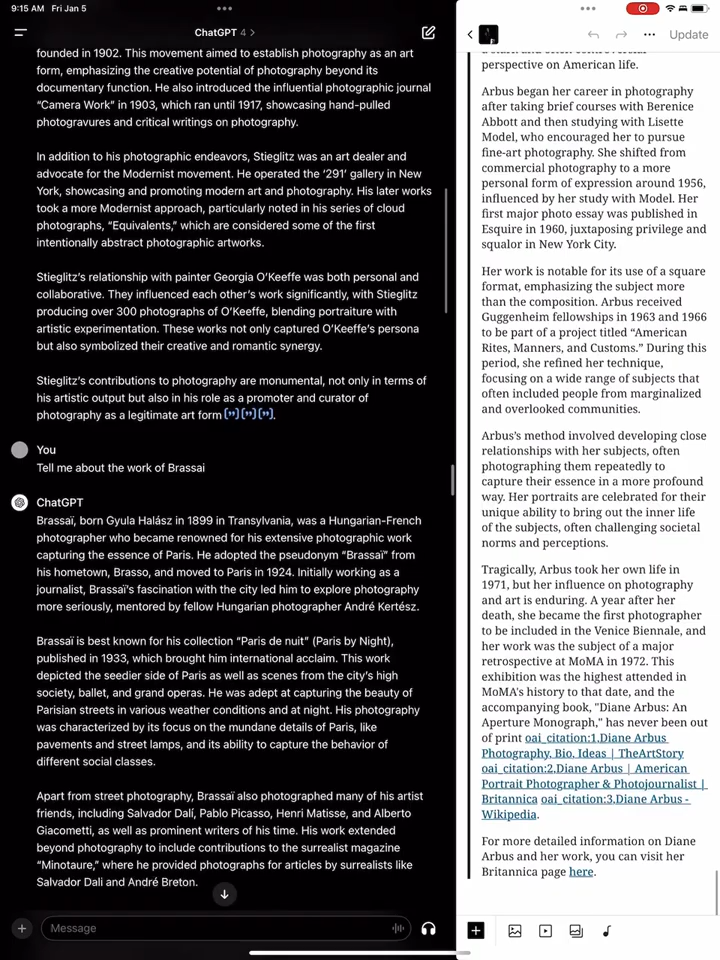 9:15 AM Fri Jan 5
ChatGPT 4 >
founded in 1902. This movement aimed to establish photography as an art
form, emphasizing the creative potential of photography beyond its
documentary function. He also introduced the influential photographic journal
“Camera Work” in 1903, which ran until 1917, showcasing hand-pulled
photogravures and critical writings on photography.
In addition to his photographic endeavors, Stieglitz was an art dealer and
advocate for the Modernist movement. He operated the ‘291’ gallery in New
York, showcasing and promoting modern art and photography. His later works
took a more Modernist approach, particularly noted in his series of cloud
photographs, “Equivalents,” which are considered some of the first
intentionally abstract photographic artworks.
Stieglitz’s relationship with painter Georgia O’Keeffe was both personal and
collaborative. They influenced each other’s work significantly, with Stieglitz
producing over 300 photographs of O’Keeffe, blending portraiture with
artistic experimentation. These works not only captured O’Keeffe’s persona
but also symbolized their creative and romantic synergy.
Stieglitz’s contributions to photography are monumental, not only in terms of
his artistic output but also in his role as a promoter and curator of
photography as a legitimate art form [”] [”] [”].
You
Tell me about the work of Brassai
ChatGPT
Brassaï, born Gyula Halász in 1899 in Transylvania, was a Hungarian-French
photographer who became renowned for his extensive photographic work
capturing the essence of Paris. He adopted the pseudonym “Brassaï” from
his hometown, Brasso, and moved to Paris in 1924. Initially working as a
journalist, Brassaï’s fascination with the city led him to explore photography
more seriously, mentored by fellow Hungarian photographer André Kertész.
Brassaï is best known for his collection “Paris de nuit” (Paris by Night),
published in 1933, which brought him international acclaim. This work
depicted the seedier side of Paris as well as scenes from the city’s high
society, ballet, and grand operas. He was adept at capturing the beauty of
Parisian streets in various weather conditions and at night. His photography
was characterized by its focus on the mundane details of Paris, like
pavements and street lamps, and its ability to capture the behavior of
different social classes.
Apart from street photography, Brassaï also photographed many of his artist
friends, including Salvador Dalí, Pablo Picasso, Henri Matisse, and Alberto
Giacometti, as well as prominent writers of his time. His work extended
beyond photography to include contributions to the surrealist magazine
“Minotaure,” where he provided photographs for articles by surrealists like
Salvador Dali and André Breton.
Message
Update
perspective on American life.
Arbus began her career in photography
after taking brief courses with Berenice
Abbott and then studying with Lisette
Model, who encouraged her to pursue
fine-art photography. She shifted from
commercial photography to a more
personal form of expression around 1956,
influenced by her study with Model. Her
first major photo essay was published in
Esquire in 1960, juxtaposing privilege and
squalor in New York City.
Her work is notable for its use of a square
format, emphasizing the subject more
than the composition. Arbus received
Guggenheim fellowships in 1963 and 1966
to be part of a project titled “American
Rites, Manners, and Customs.” During this
period, she refined her technique,
focusing on a wide range of subjects that
often included people from marginalized
and overlooked communities.
Arbus’s method involved developing close
relationships with her subjects, often
photographing them repeatedly to
capture their essence in a more profound
way. Her portraits are celebrated for their
unique ability to bring out the inner life
of the subjects, often challenging societal
norms and perceptions.
Tragically, Arbus took her own life in
1971, but her influence on photography
and art is enduring. A year after her
death, she became the first photographer
to be included in the Venice Biennale, and
her work was the subject of a major
retrospective at MoMA in 1972. This
exhibition was the highest attended in
MoMA's history to that date, and the
accompanying book, "Diane Arbus: An
Aperture Monograph," has never been out
of print oai_citation:1,Diane Arbus
Photography, Bio, Ideas | TheArtStory
oai_citation:2,Diane Arbus | American
Portrait Photographer & Photojournalist |
Britannica oai_citation:3,Diane Arbus -
Wikipedia.
For more detailed information on Diane
Arbus and her work, you can visit her
Britannica page here.